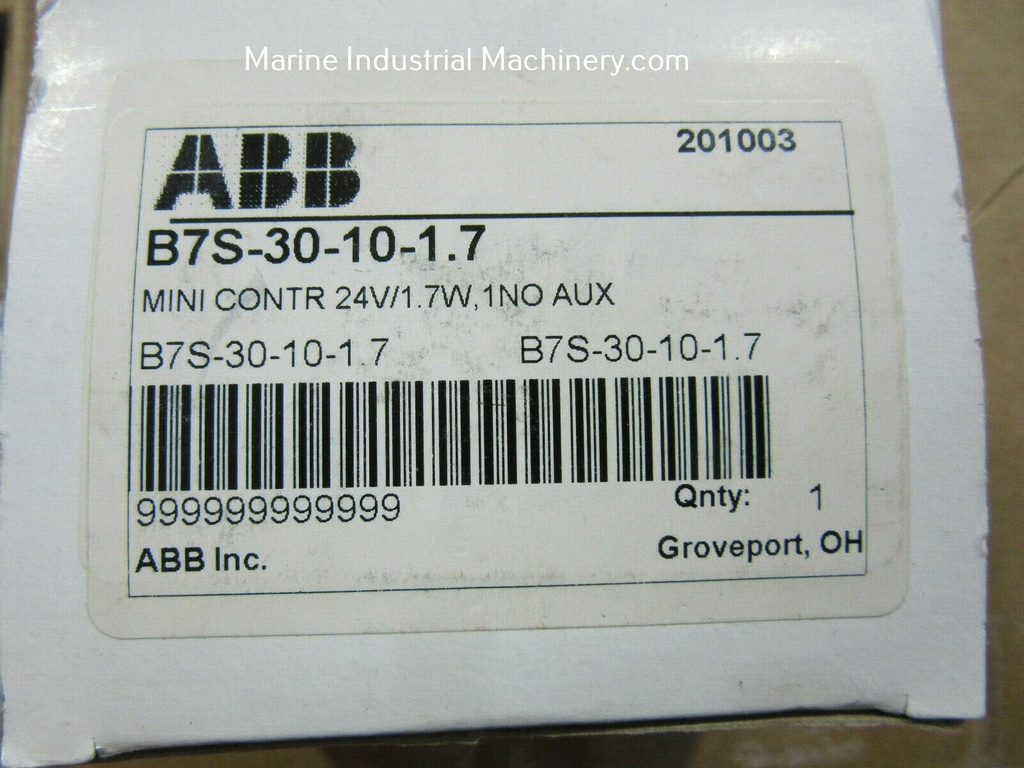 Marine Industrial Machinery.com
ABB
201003
B7S-30-10-1.7
MINI CONTR 24V/1.7W,1NO AUX
B7S-30-10-1.7 B7S-30-10-1.7
999999999999
Qnty: 1
ABB Inc.
Groveport, OH